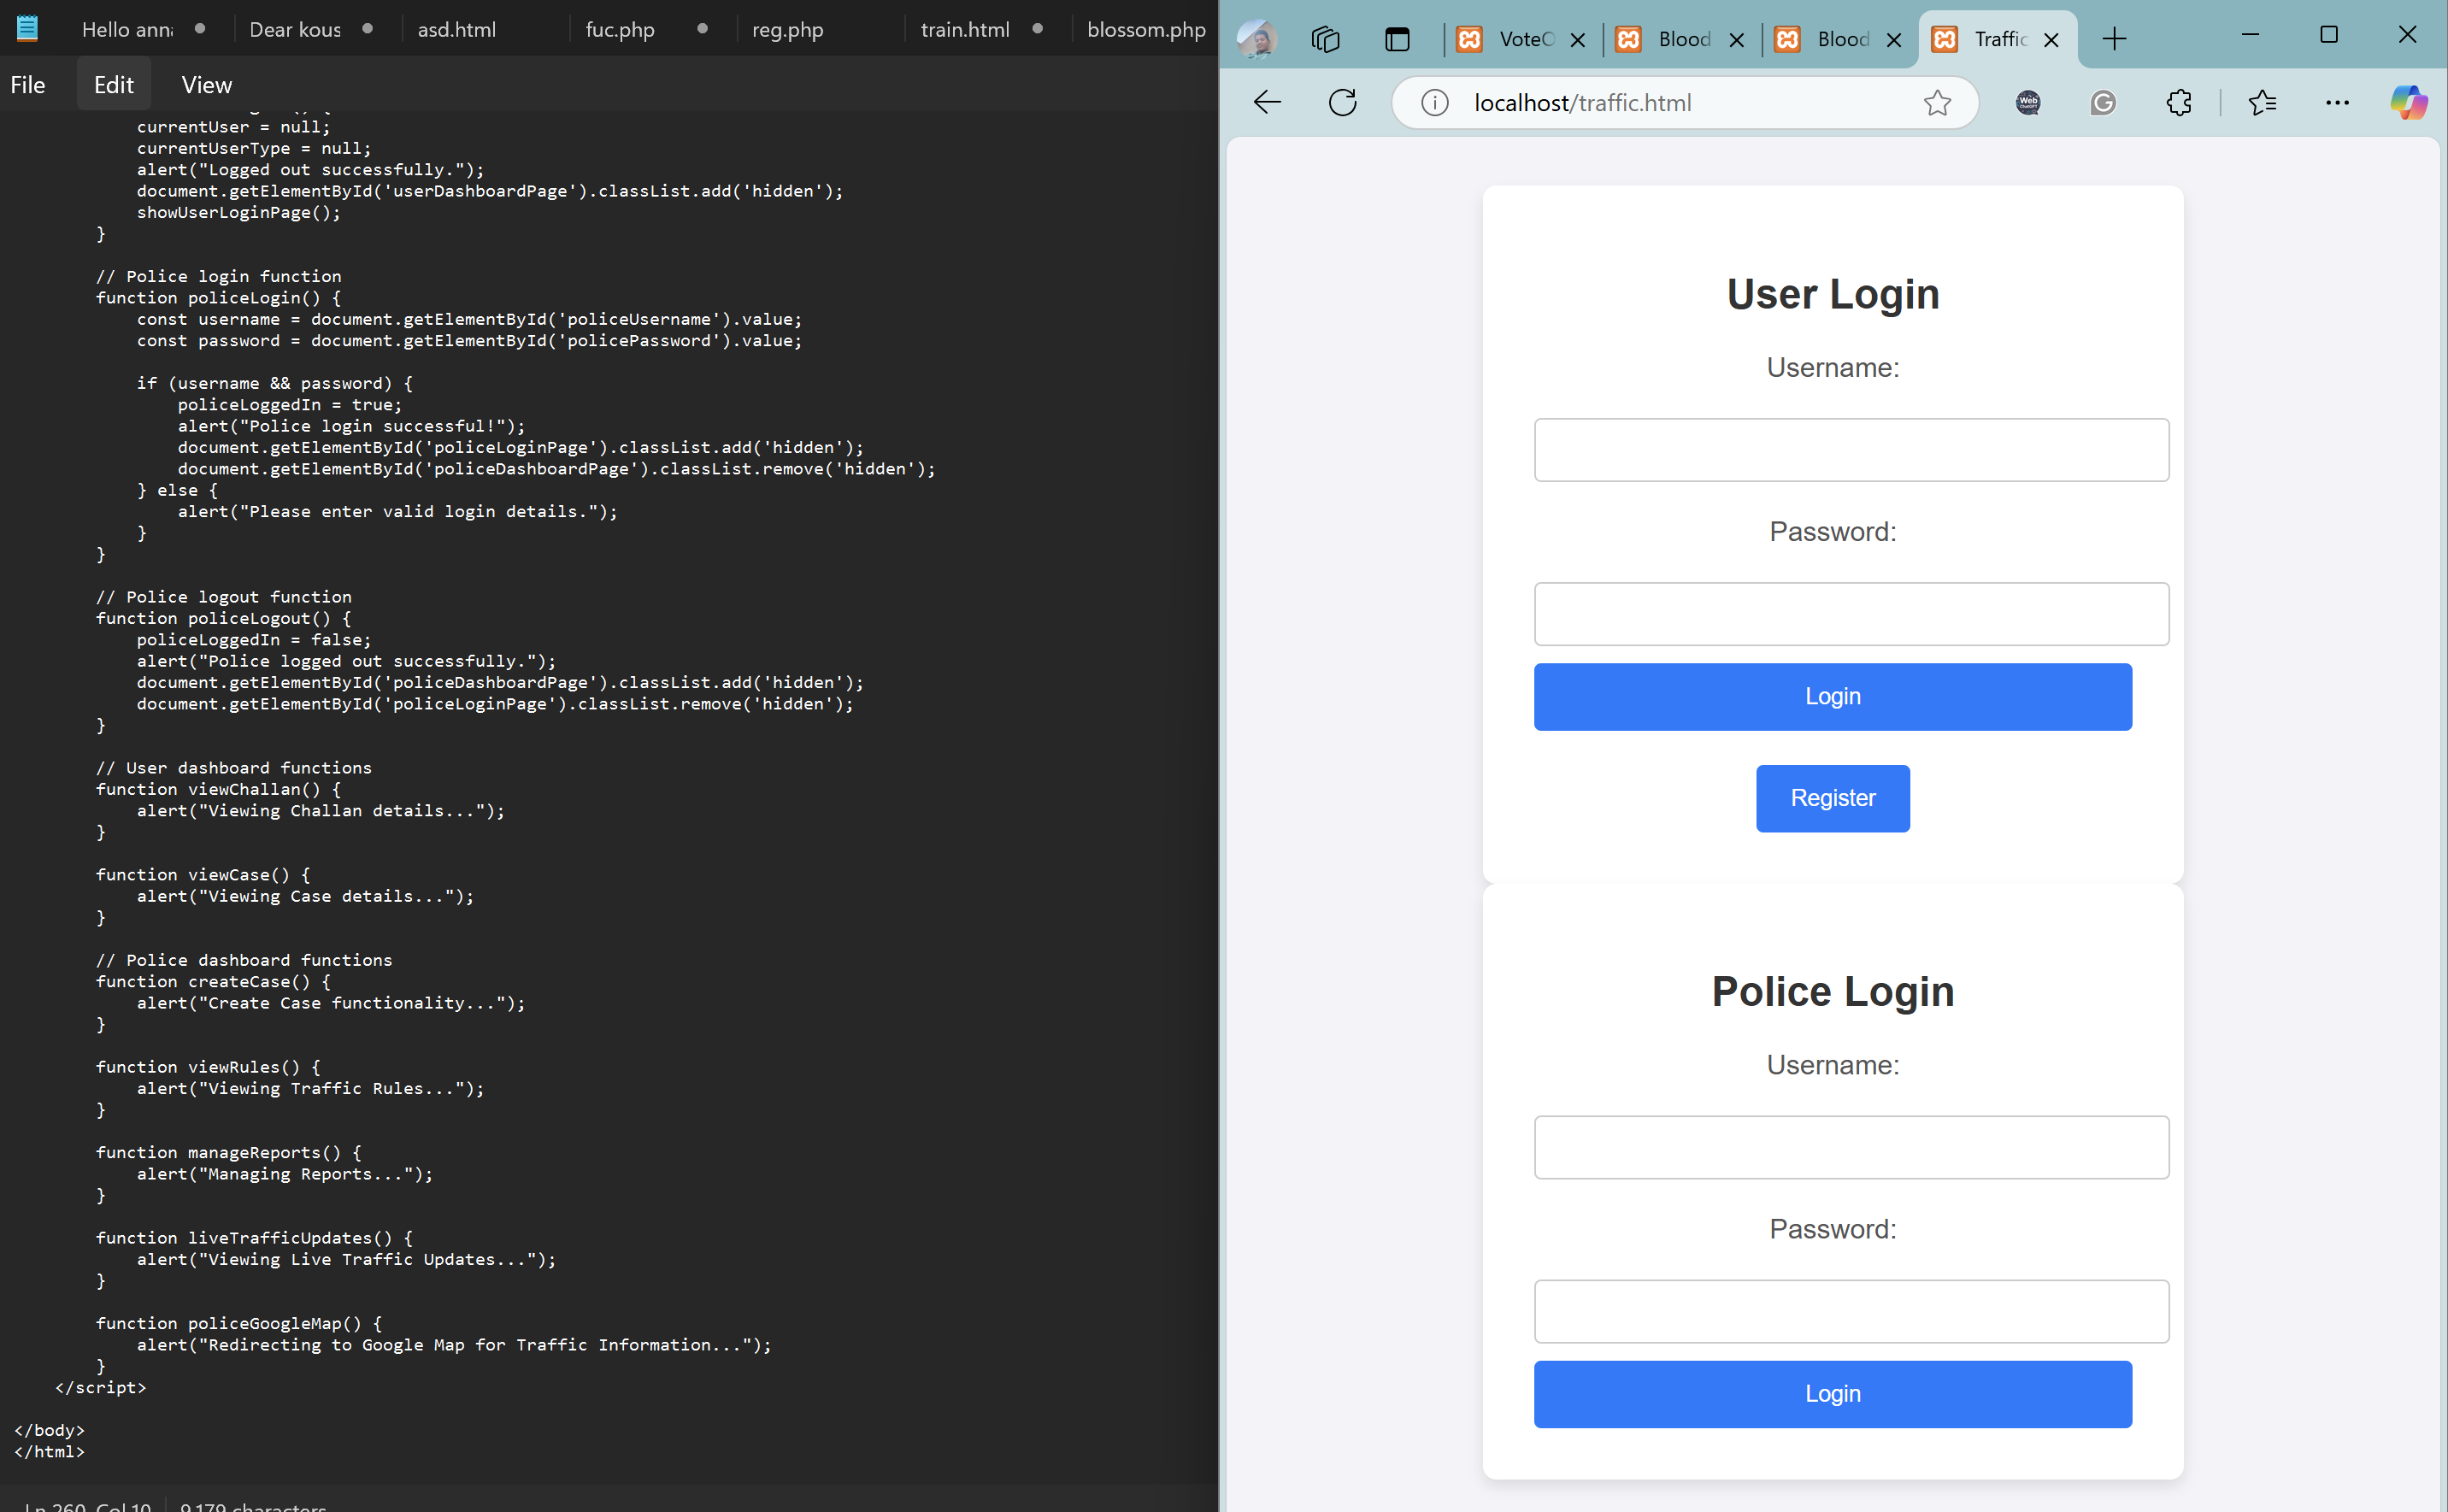 Hello anna
Dear kous
asd.html
fuc.php
reg.php
train.html
blossom.php
File
Edit
View
currentUser = null;
currentUserType = null;
alert("Logged out successfully.");
document.getElementById('userDashboardPage').classList.add('hidden');
showUserLoginPage();
}
// Police login function
function policeLogin() {
const username = document.getElementById('policeUsername').value;
const password = document.getElementById('policePassword').value;
if (username && password) {
policeLoggedIn = true;
alert("Police login successful!");
document.getElementById('policeLoginPage').classList.add('hidden');
document.getElementById('policeDashboardPage').classList.remove('hidden');
} else {
alert("Please enter valid login details.");
}
}
// Police logout function
function policeLogout() {
policeLoggedIn = false;
alert("Police logged out successfully.");
document.getElementById('policeDashboardPage').classList.add('hidden');
document.getElementById('policeLoginPage').classList.remove('hidden');
}
// User dashboard functions
function viewChallan() {
alert("Viewing Challan details...");
}
function viewCase() {
alert("Viewing Case details...");
}
// Police dashboard functions
function createCase() {
alert("Create Case functionality...");
}
function viewRules() {
alert("Viewing Traffic Rules...");
}
function manageReports() {
alert("Managing Reports...");
}
function liveTrafficUpdates() {
alert("Viewing Live Traffic Updates...");
}
function policeGoogleMap() {
alert("Redirecting to Google Map for Traffic Information...");
}
</script>
</body>
</html>
Ln 260, Col 10
9,179 characters
VoteO
Blood
Blood
Traffic
localhost/traffic.html
Web
User Login
Username:
Password:
Login
Register
Police Login
Username:
Password:
Login